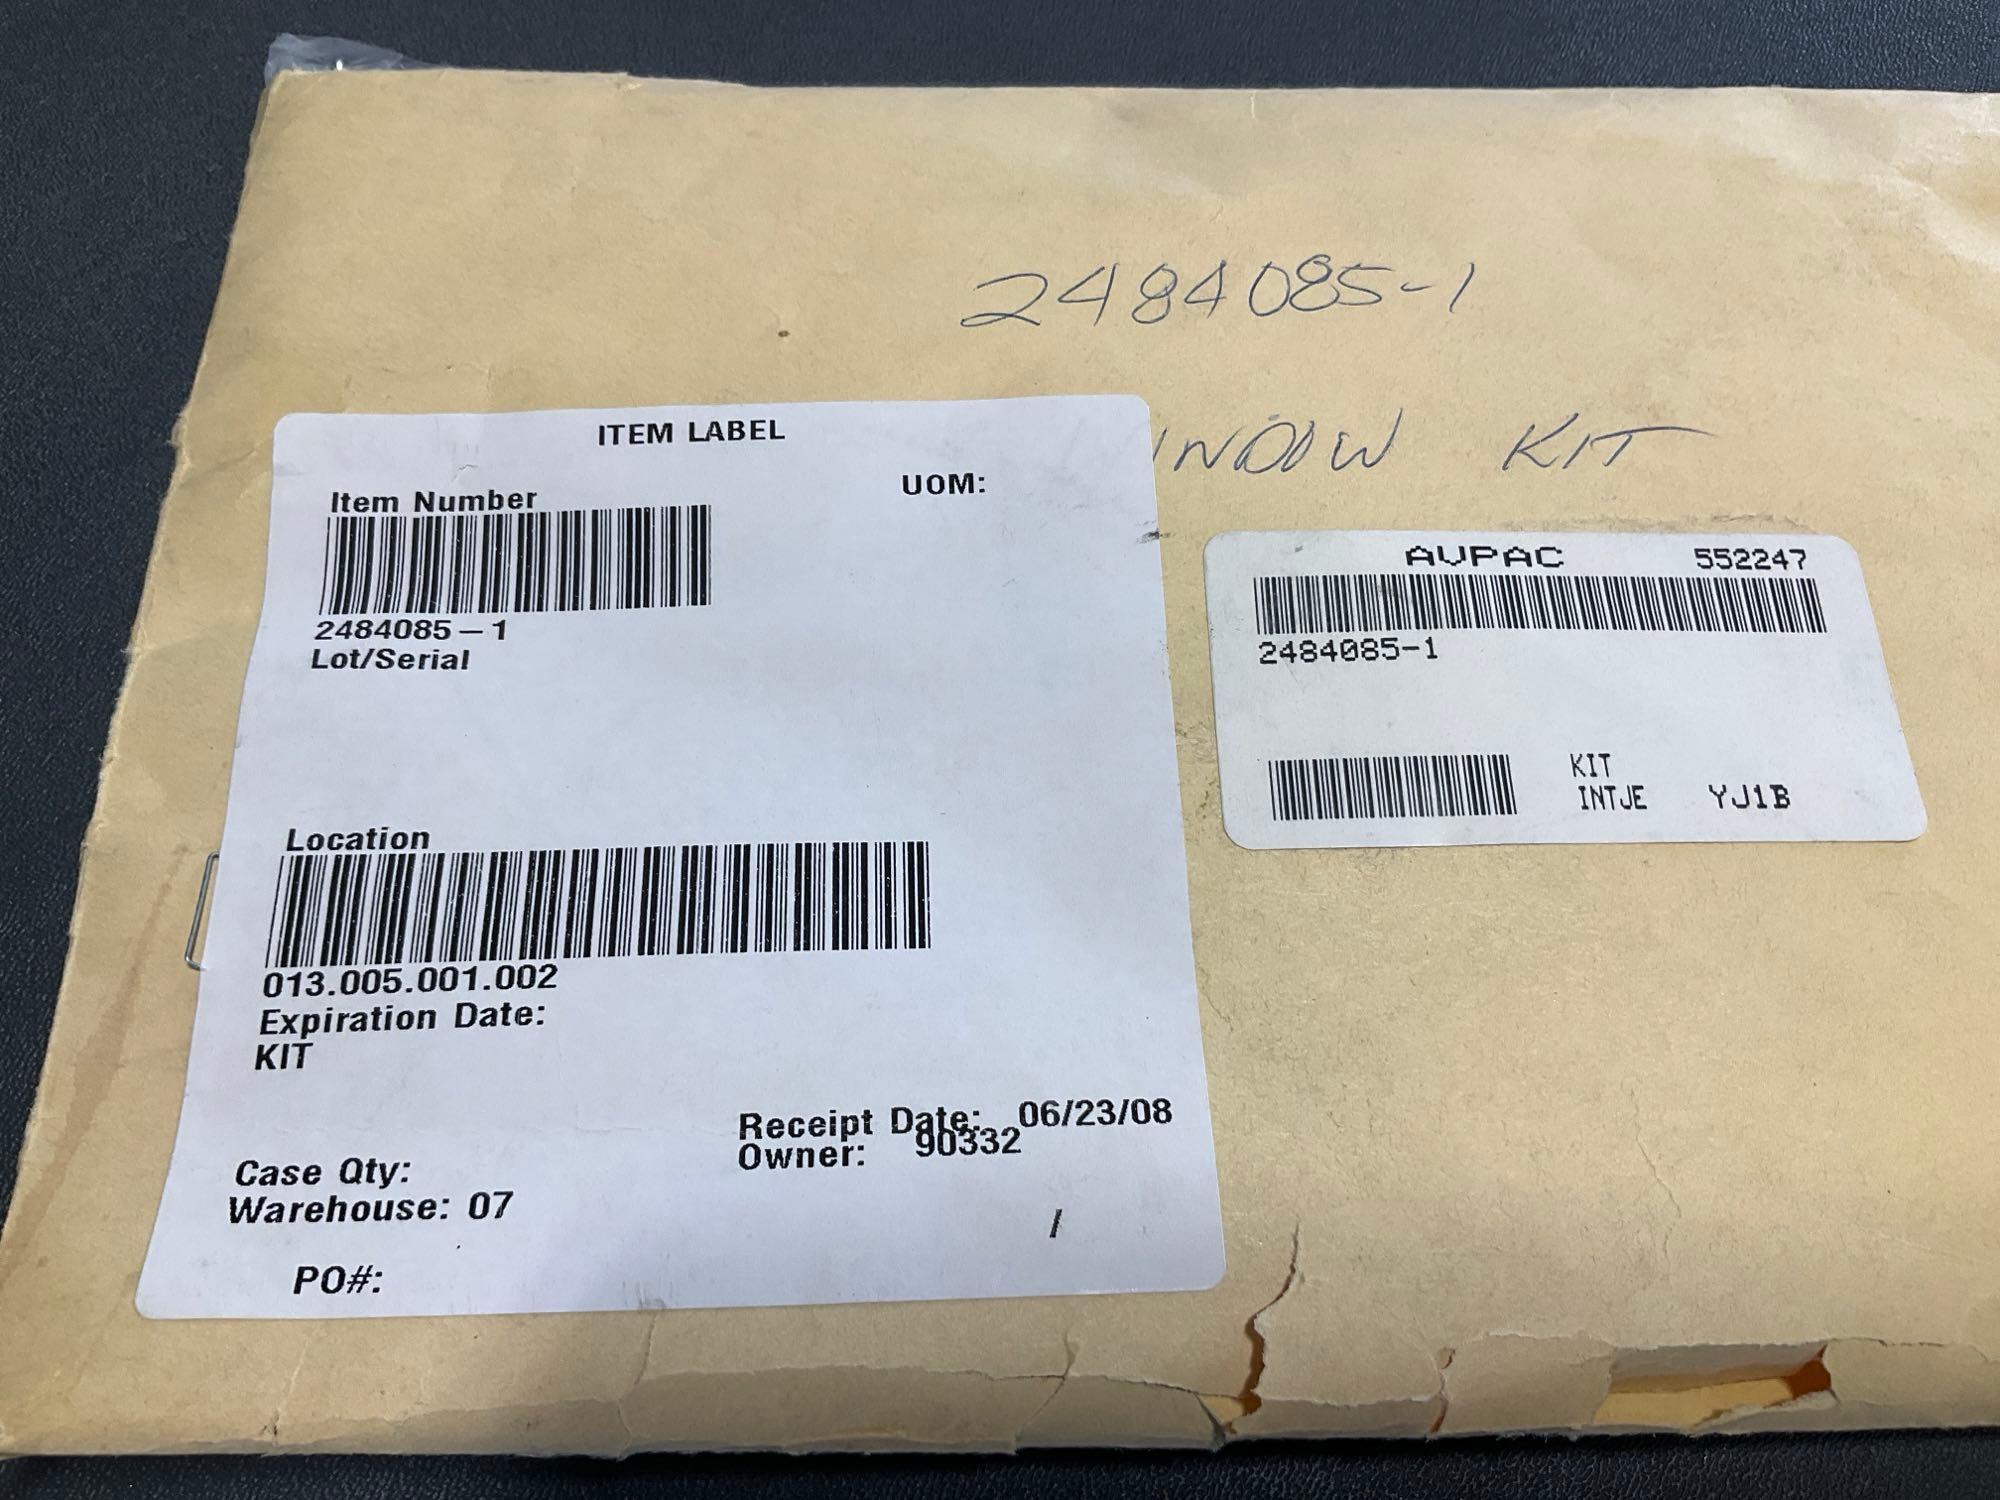 2484085-1
INDOW KIT
ITEM LABEL
UOM:
Item Number
2484085-1
Lot/Serial
Location
013.005.001.002
Expiration Date:
KIT
Receipt Date: 06/23/08
Owner: 90332
Case Qty:
Warehouse: 07
/
PO#:
AVPAC 552247
2484085-1
KIT
INTJE YJ1B